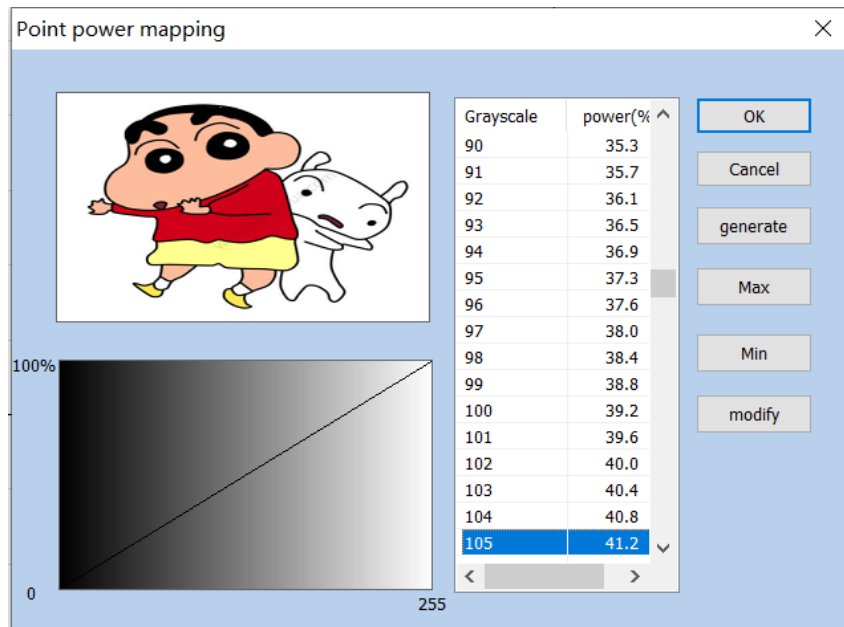 Point power mapping
Grayscale power(%
90 35.3
91 35.7
92 36.1
93 36.5
94 36.9
95 37.3
96 37.6
97 38.0
98 38.4
99 38.8
100 39.2
101 39.6
102 40.0
103 40.4
104 40.8
105 41.2
OK
Cancel
generate
Max
Min
modify
100%
0
255